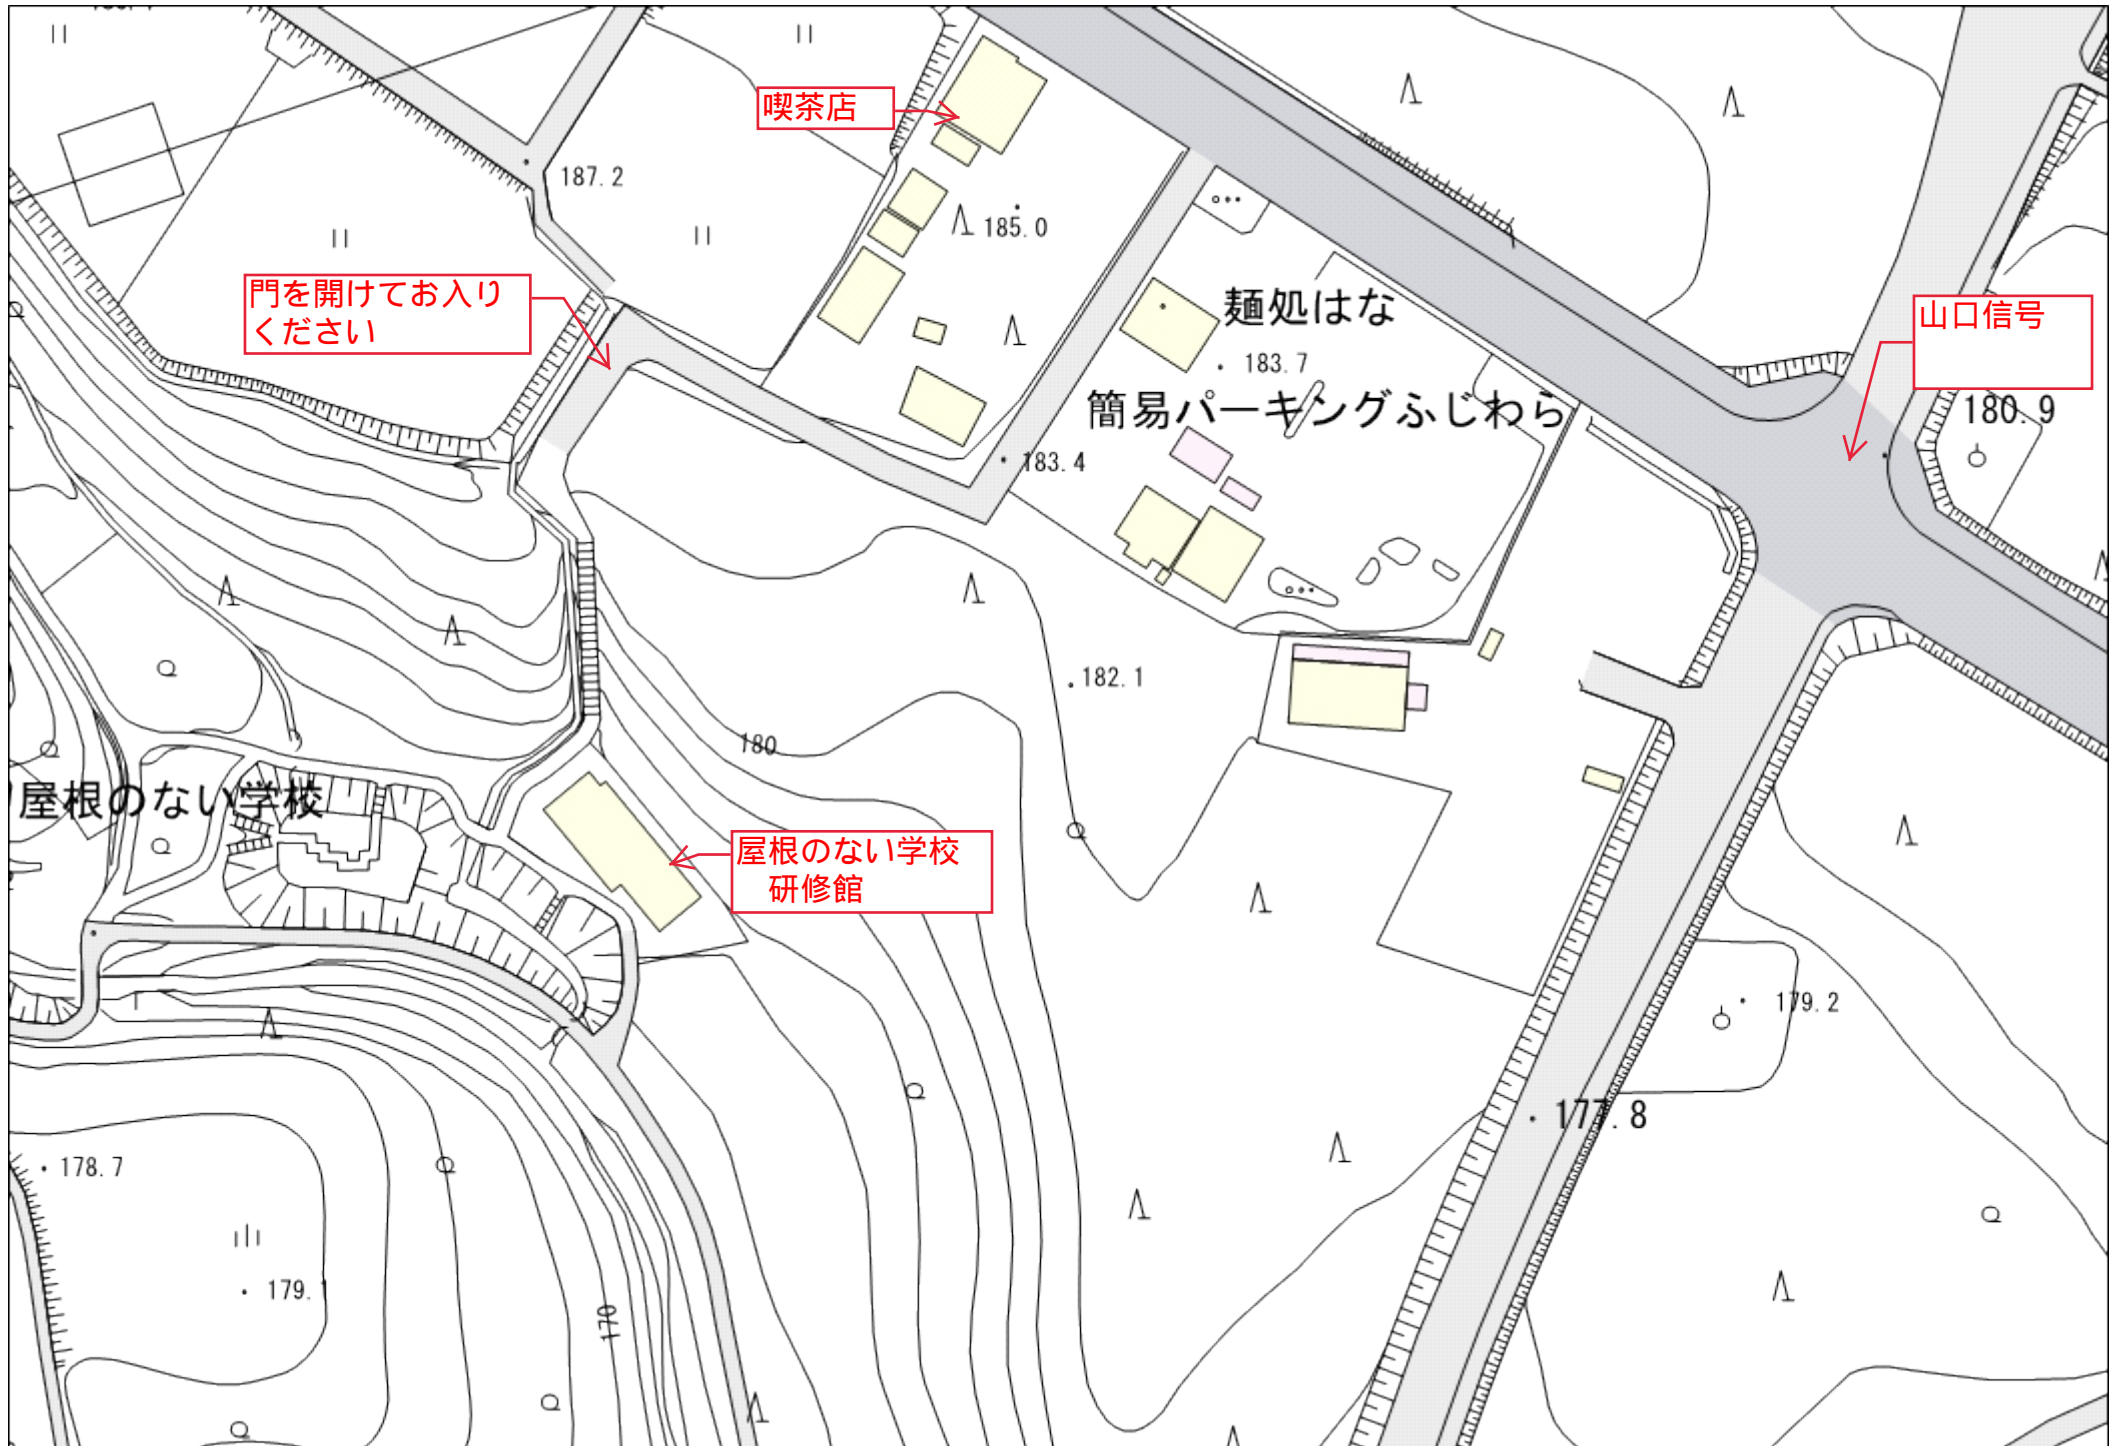 喫茶店
187.2
185.0
門を開けてお入り
ください
麺処はな
山口信号
183.7
簡易パーキングふじわら
180.9
183.4
182.1
180
屋根のない学校
屋根のない学校
研修館
179.2
177.8
178.7
179.1
170